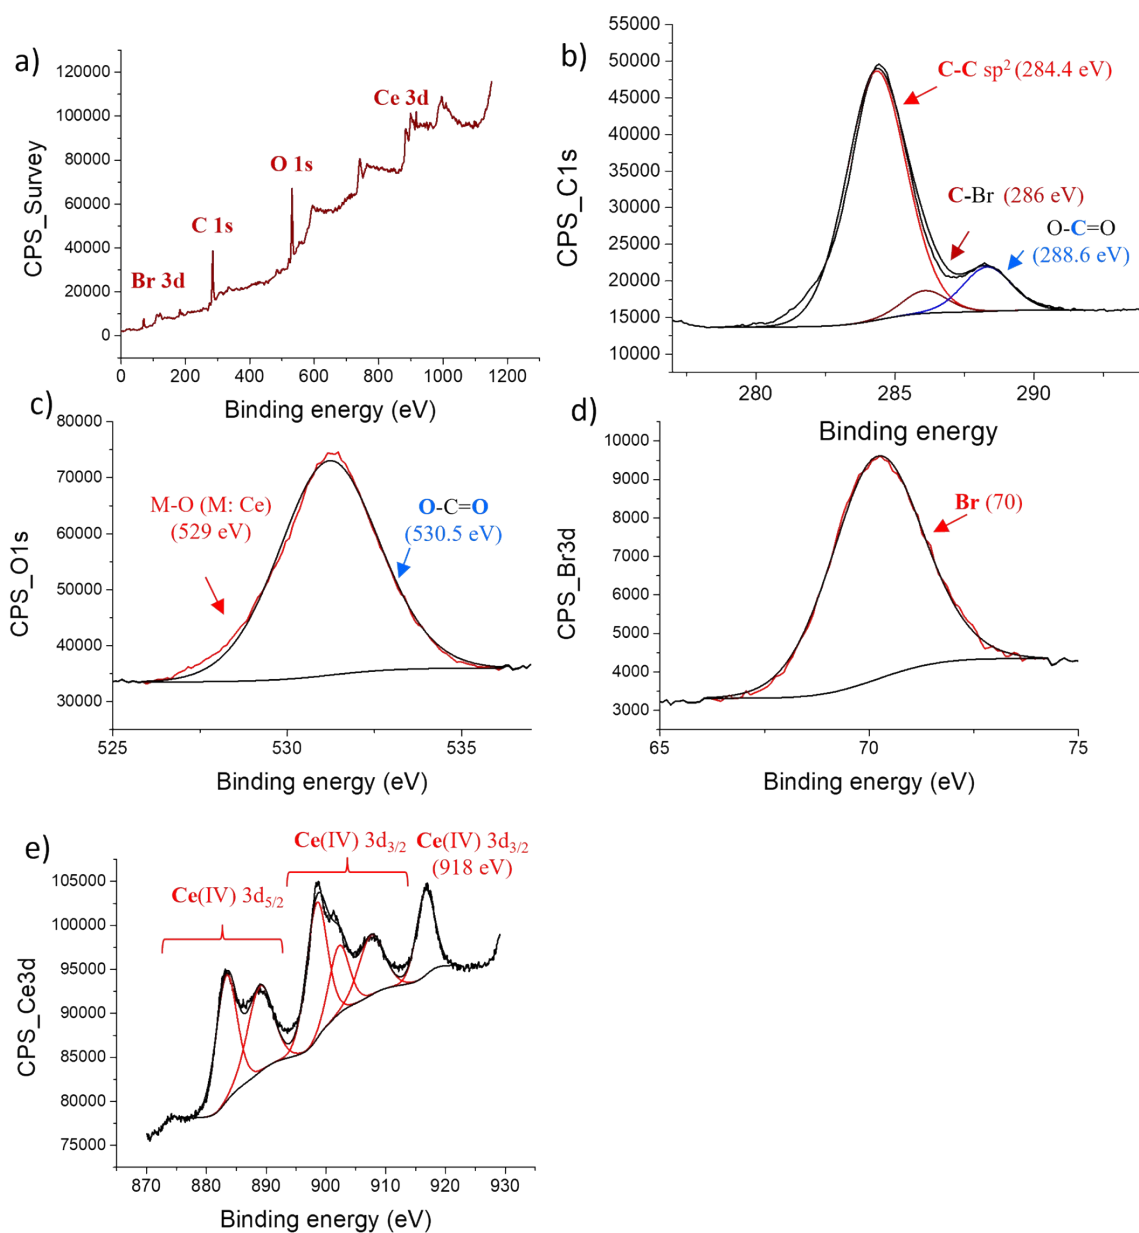 a)
120000
100000
80000
60000
40000
20000
0
CPS_Survey
Br 3d
C 1s
O 1s
Ce 3d
0 200 400 600 800 1000 1200
Binding energy (eV)
b)
55000
50000
45000
40000
35000
30000
25000
20000
15000
10000
CPS_C1s
C-C sp² (284.4 eV)
C-Br (286 eV)
O-C=O
(288.6 eV)
280 285 290
Binding energy
c)
80000
70000
60000
50000
40000
30000
CPS_O1s
M-O (M: Ce)
(529 eV)
O-C=O
(530.5 eV)
525 530 535
Binding energy (eV)
d)
10000
9000
8000
7000
6000
5000
4000
3000
CPS_Br3d
Br (70)
65 70 75
Binding energy (eV)
e)
105000
100000
95000
90000
85000
80000
75000
CPS_Ce3d
Ce(IV) 3d5/2
Ce(IV) 3d3/2
Ce(IV) 3d3/2
(918 eV)
870 880 890 900 910 920 930
Binding energy (eV)